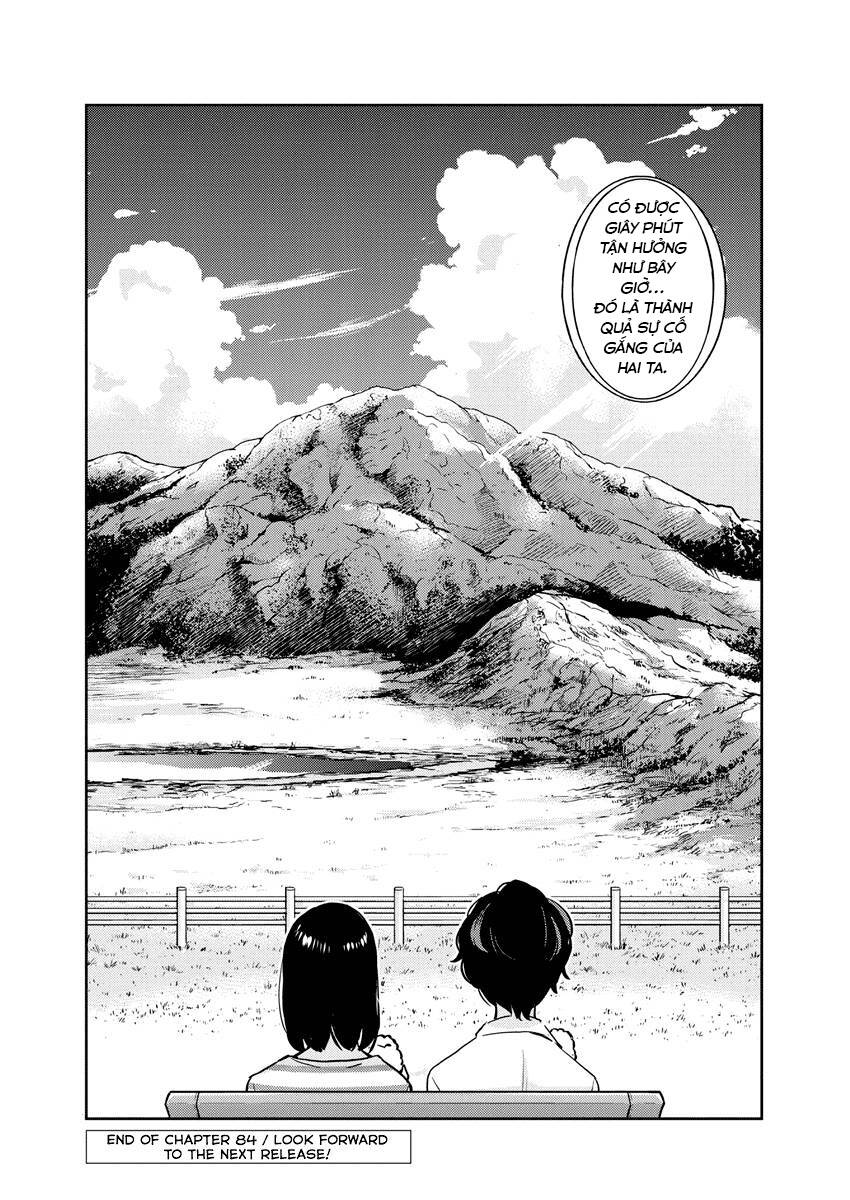 CÓ ĐƯỢC
GIÂY PHÚT
TẬN HƯỞNG
NHƯ BÂY
GIỜ...
ĐÓ LÀ THÀNH
QUẢ SỰ CỐ
GẮNG CỦA
HAI TA.
END OF CHAPTER 84 / LOOK FORWARD
TO THE NEXT RELEASE!